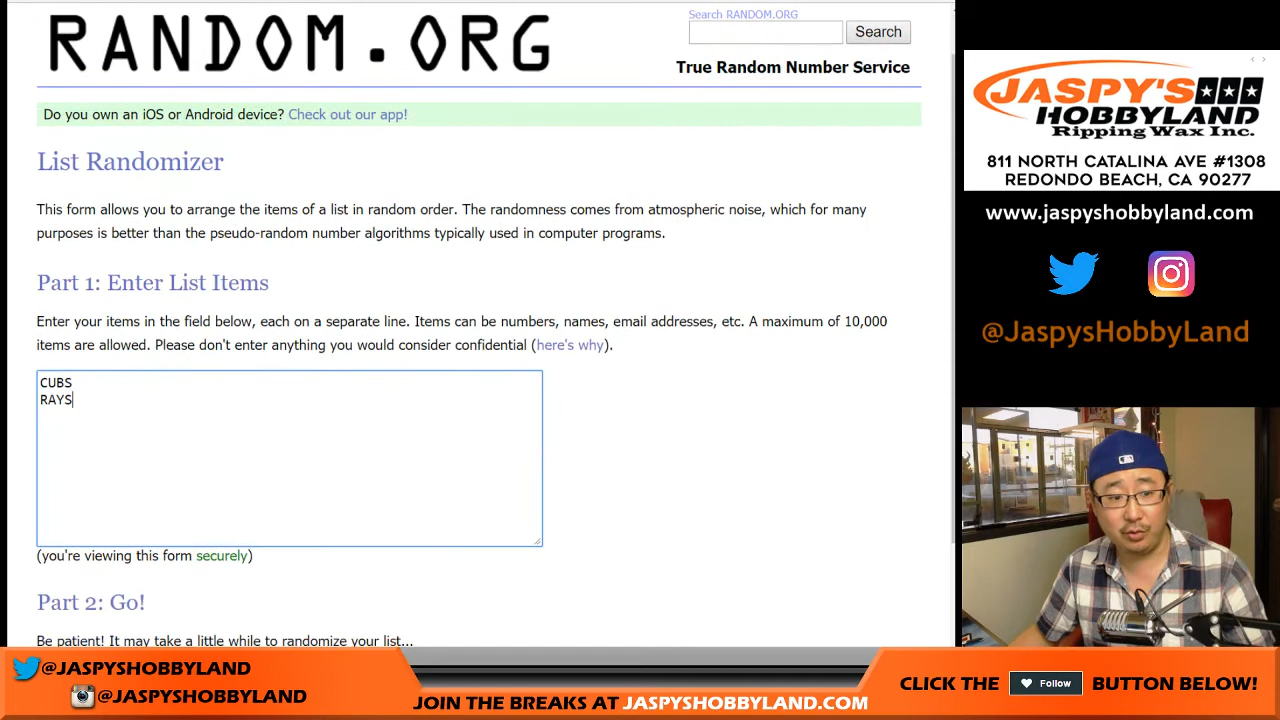 RANDOM.ORG
Search RANDOM.ORG
Search
True Random Number Service
Do you own an iOS or Android device? Check out our app!
List Randomizer
This form allows you to arrange the items of a list in random order. The randomness comes from atmospheric noise, which for many
purposes is better than the pseudo-random number algorithms typically used in computer programs.
Part 1: Enter List Items
Enter your items in the field below, each on a separate line. Items can be numbers, names, email addresses, etc. A maximum of 10,000
items are allowed. Please don't enter anything you would consider confidential (here's why).
CUBS
RAYS
(you're viewing this form securely)
Part 2: Go!
Be patient! It may take a little while to randomize your list...
JASPY'S
HOBBYLAND
Ripping Wax Inc.
811 NORTH CATALINA AVE #1308
REDONDO BEACH, CA 90277
www.jaspyshobbyland.com
@JaspysHobbyLand
@JASPYSHOBBYLAND
@JASPYSHOBBYLAND
JOIN THE BREAKS AT JASPYSHOBBYLAND.COM
CLICK THE Follow BUTTON BELOW!